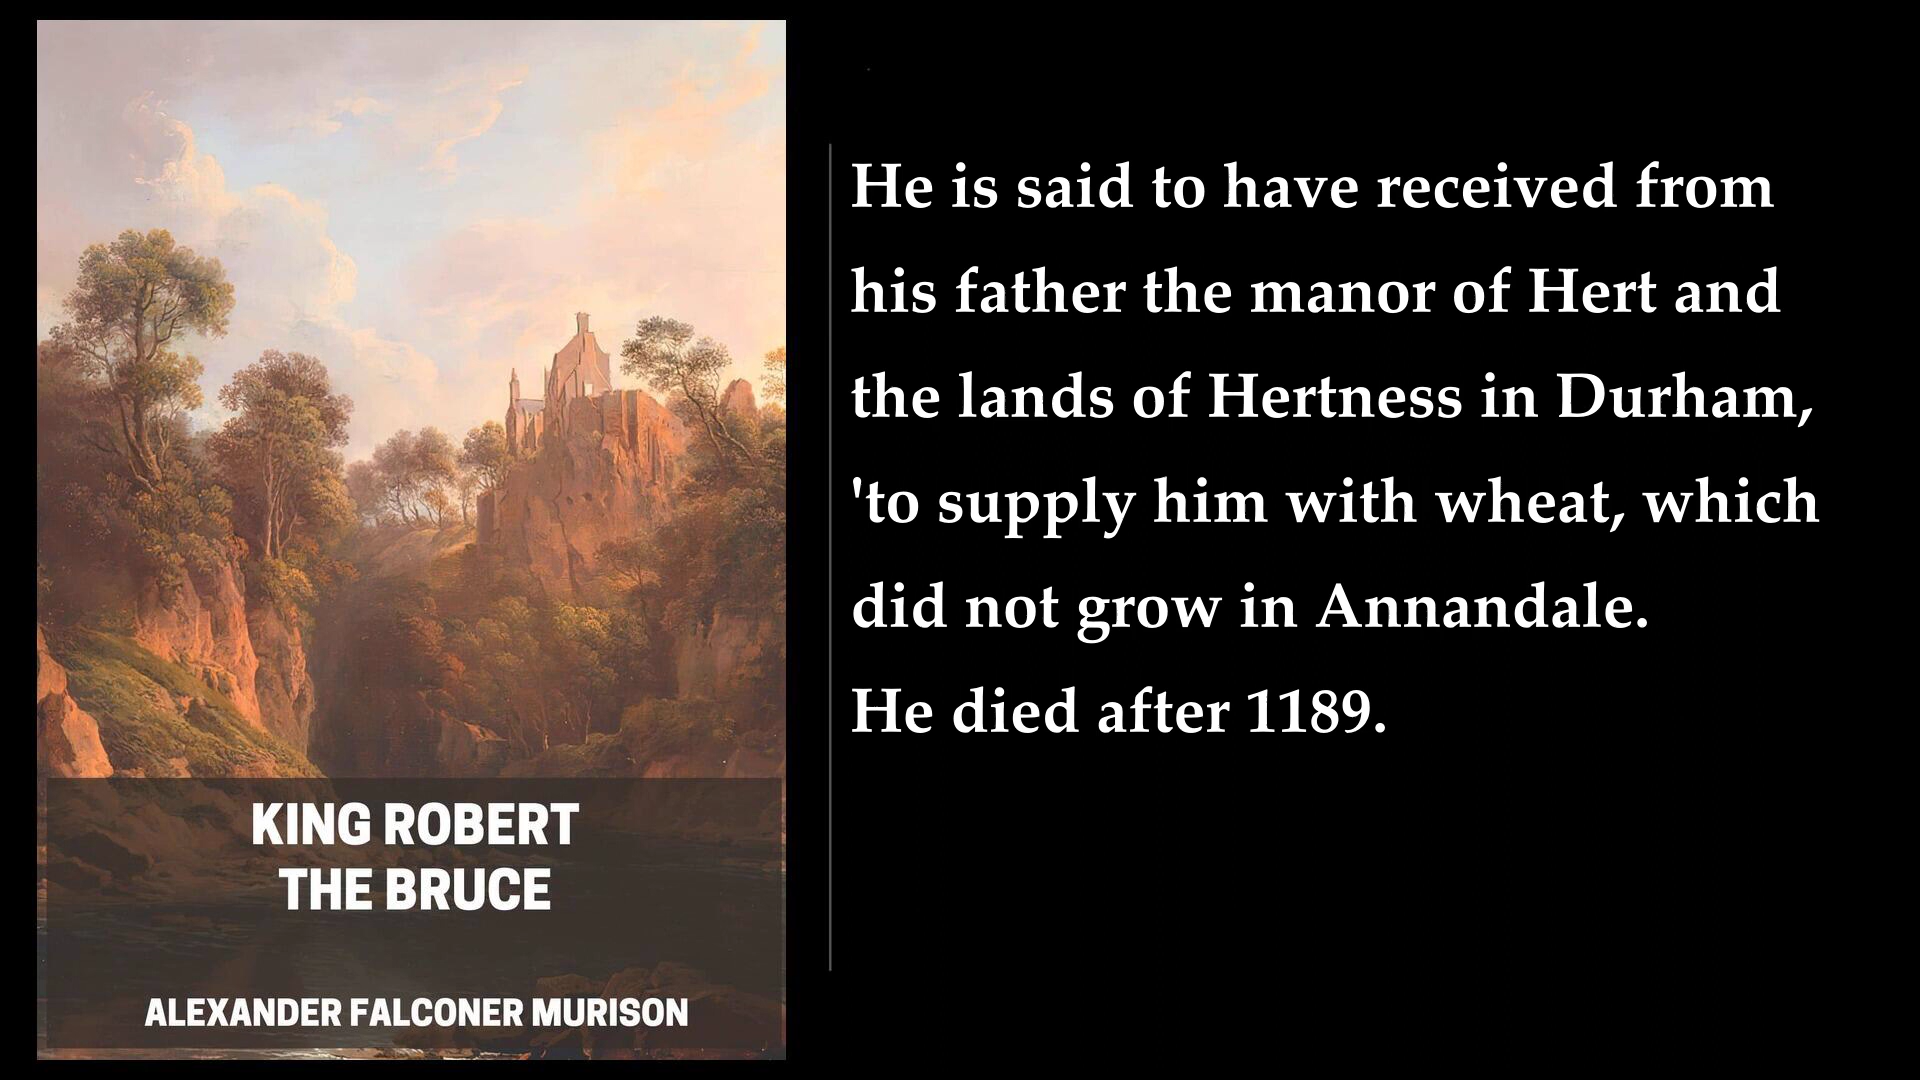 He is said to have received from
his father the manor of Hert and
the lands of Hertness in Durham,
'to supply him with wheat, which
did not grow in Annandale.
He died after 1189.
KING ROBERT
THE BRUCE
ALEXANDER FALCONER MURISON